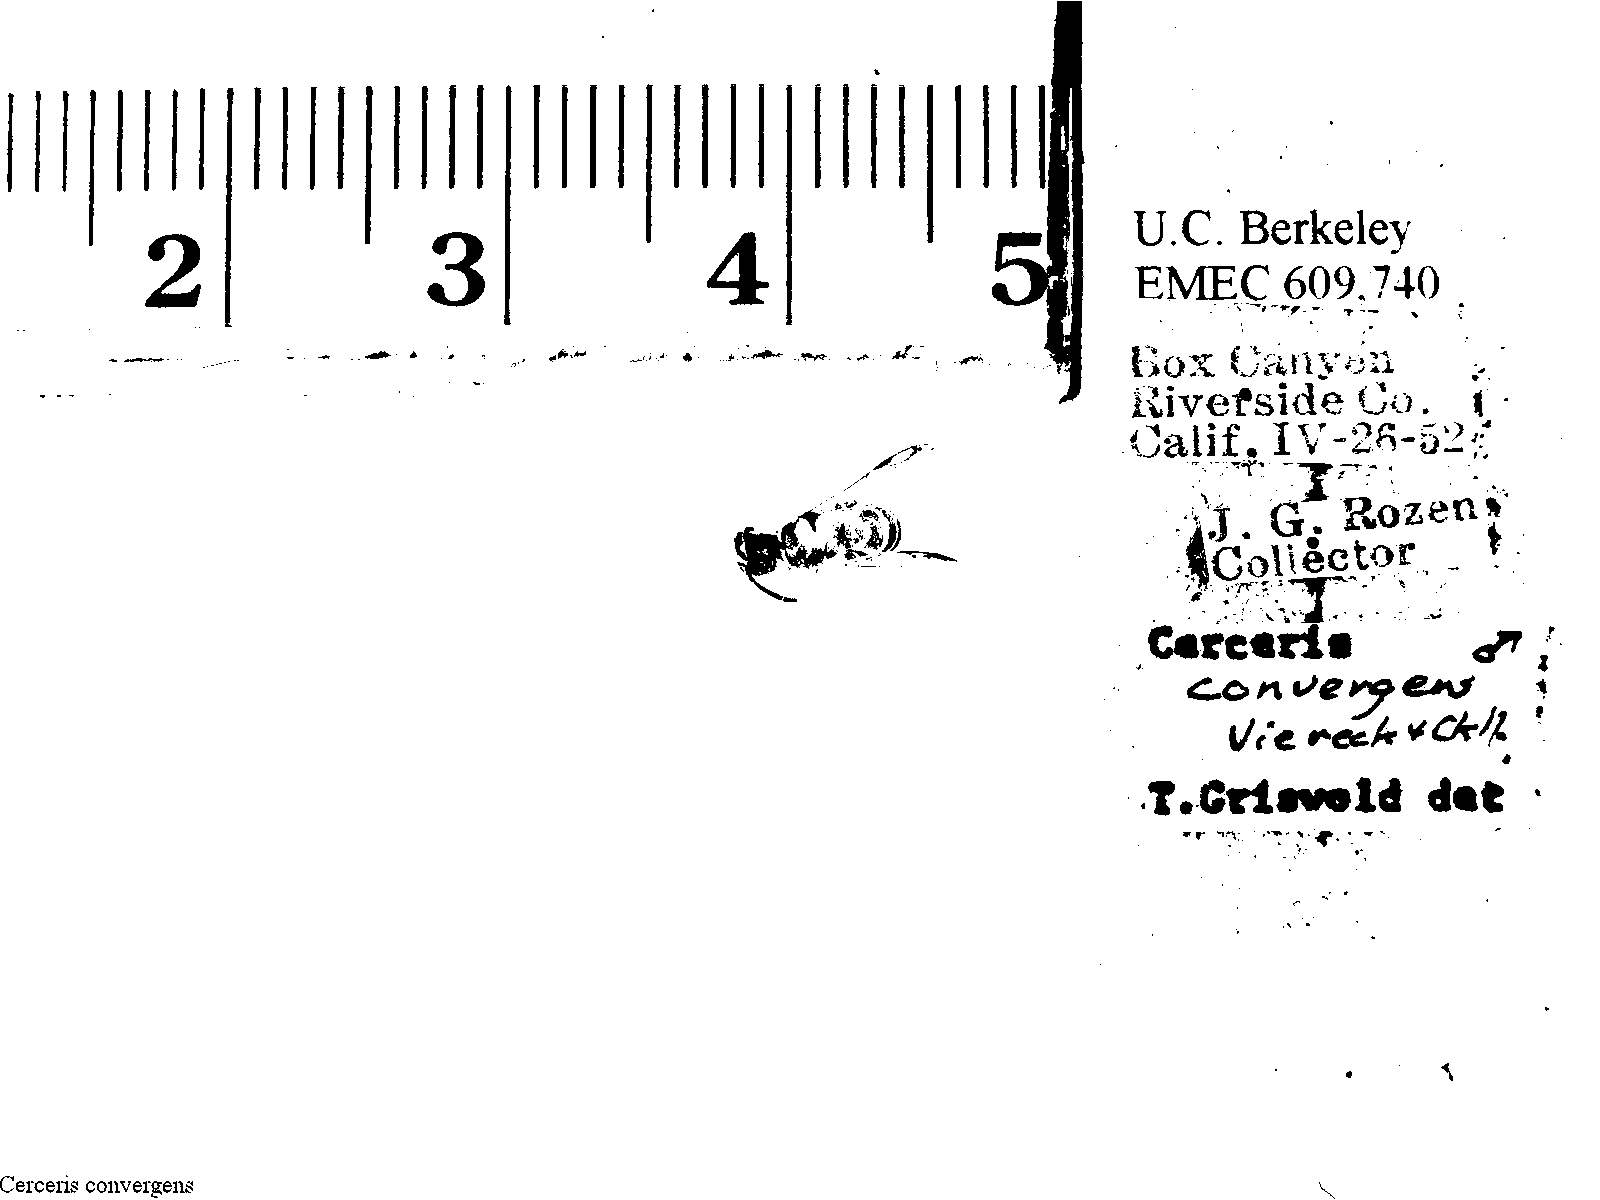 2 3 4 5
U.C. Berkeley
EMEC 609,740
Box Canyon
Riverside Co.
Calif. IV-26-52
J. G. Rozen
Collector
Cerceris ♂
convergens
Viereck & Ckll.
T.Griswold det
Cerceris convergens